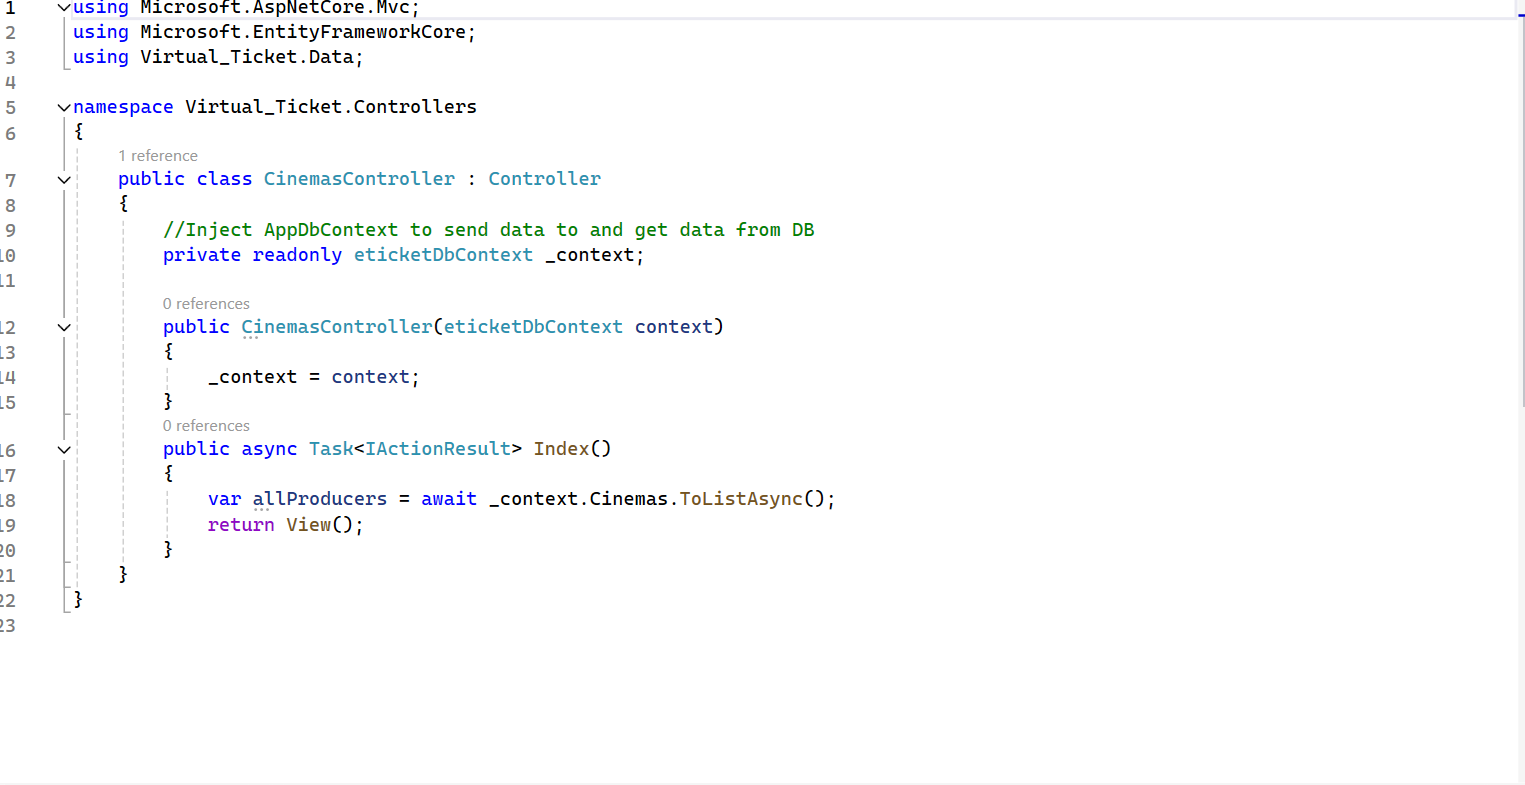 1 using Microsoft.AspNetCore.Mvc;
2 using Microsoft.EntityFrameworkCore;
3 using Virtual_Ticket.Data;
4
5 namespace Virtual_Ticket.Controllers
6 {
1 reference
7 public class CinemasController : Controller
8 {
9 //Inject AppDbContext to send data to and get data from DB
10 private readonly eticketDbContext _context;
11
0 references
12 public CinemasController(eticketDbContext context)
13 {
14 _context = context;
15 }
0 references
16 public async Task<IActionResult> Index()
17 {
18 var allProducers = await _context.Cinemas.ToListAsync();
19 return View();
20 }
21 }
22 }
23